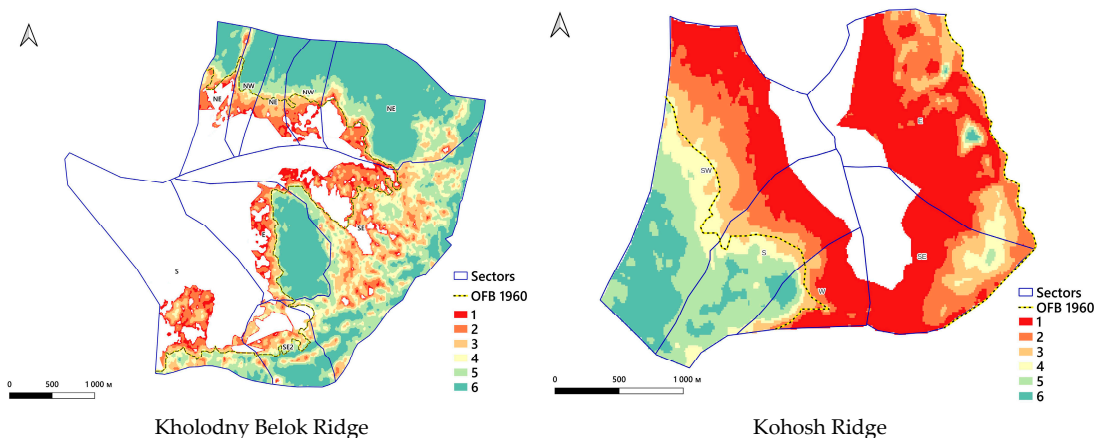 NE
NW
NE
NW
NE
S
E
SE
SE2
Sectors
OFB 1960
1
2
3
4
5
6
0 500 1 000 м
Kholodny Belok Ridge
E
SW
S
SE
W
Sectors
OFB 1960
1
2
3
4
5
6
0 500 1 000 м
Kohosh Ridge